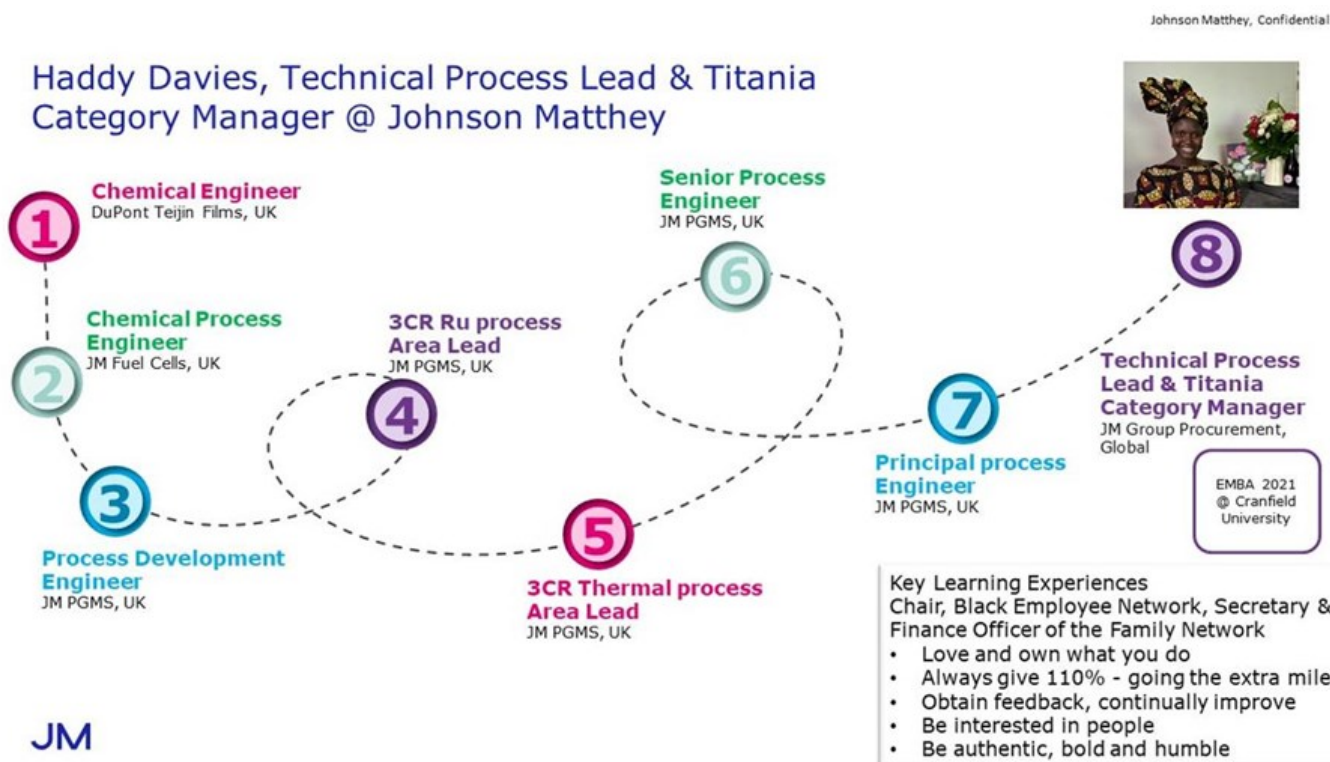 Johnson Matthey, Confidential
Haddy Davies, Technical Process Lead & Titania
Category Manager @ Johnson Matthey
1
Chemical Engineer
DuPont Teijin Films, UK
2
Chemical Process
Engineer
JM Fuel Cells, UK
3
Process Development
Engineer
JM PGMS, UK
4
3CR Ru process
Area Lead
JM PGMS, UK
5
3CR Thermal process
Area Lead
JM PGMS, UK
6
Senior Process
Engineer
JM PGMS, UK
7
Principal process
Engineer
JM PGMS, UK
8
Technical Process
Lead & Titania
Category Manager
JM Group Procurement,
Global
EMBA 2021
@ Cranfield
University
Key Learning Experiences
Chair, Black Employee Network, Secretary &
Finance Officer of the Family Network
• Love and own what you do
• Always give 110% - going the extra mile
• Obtain feedback, continually improve
• Be interested in people
• Be authentic, bold and humble
JM